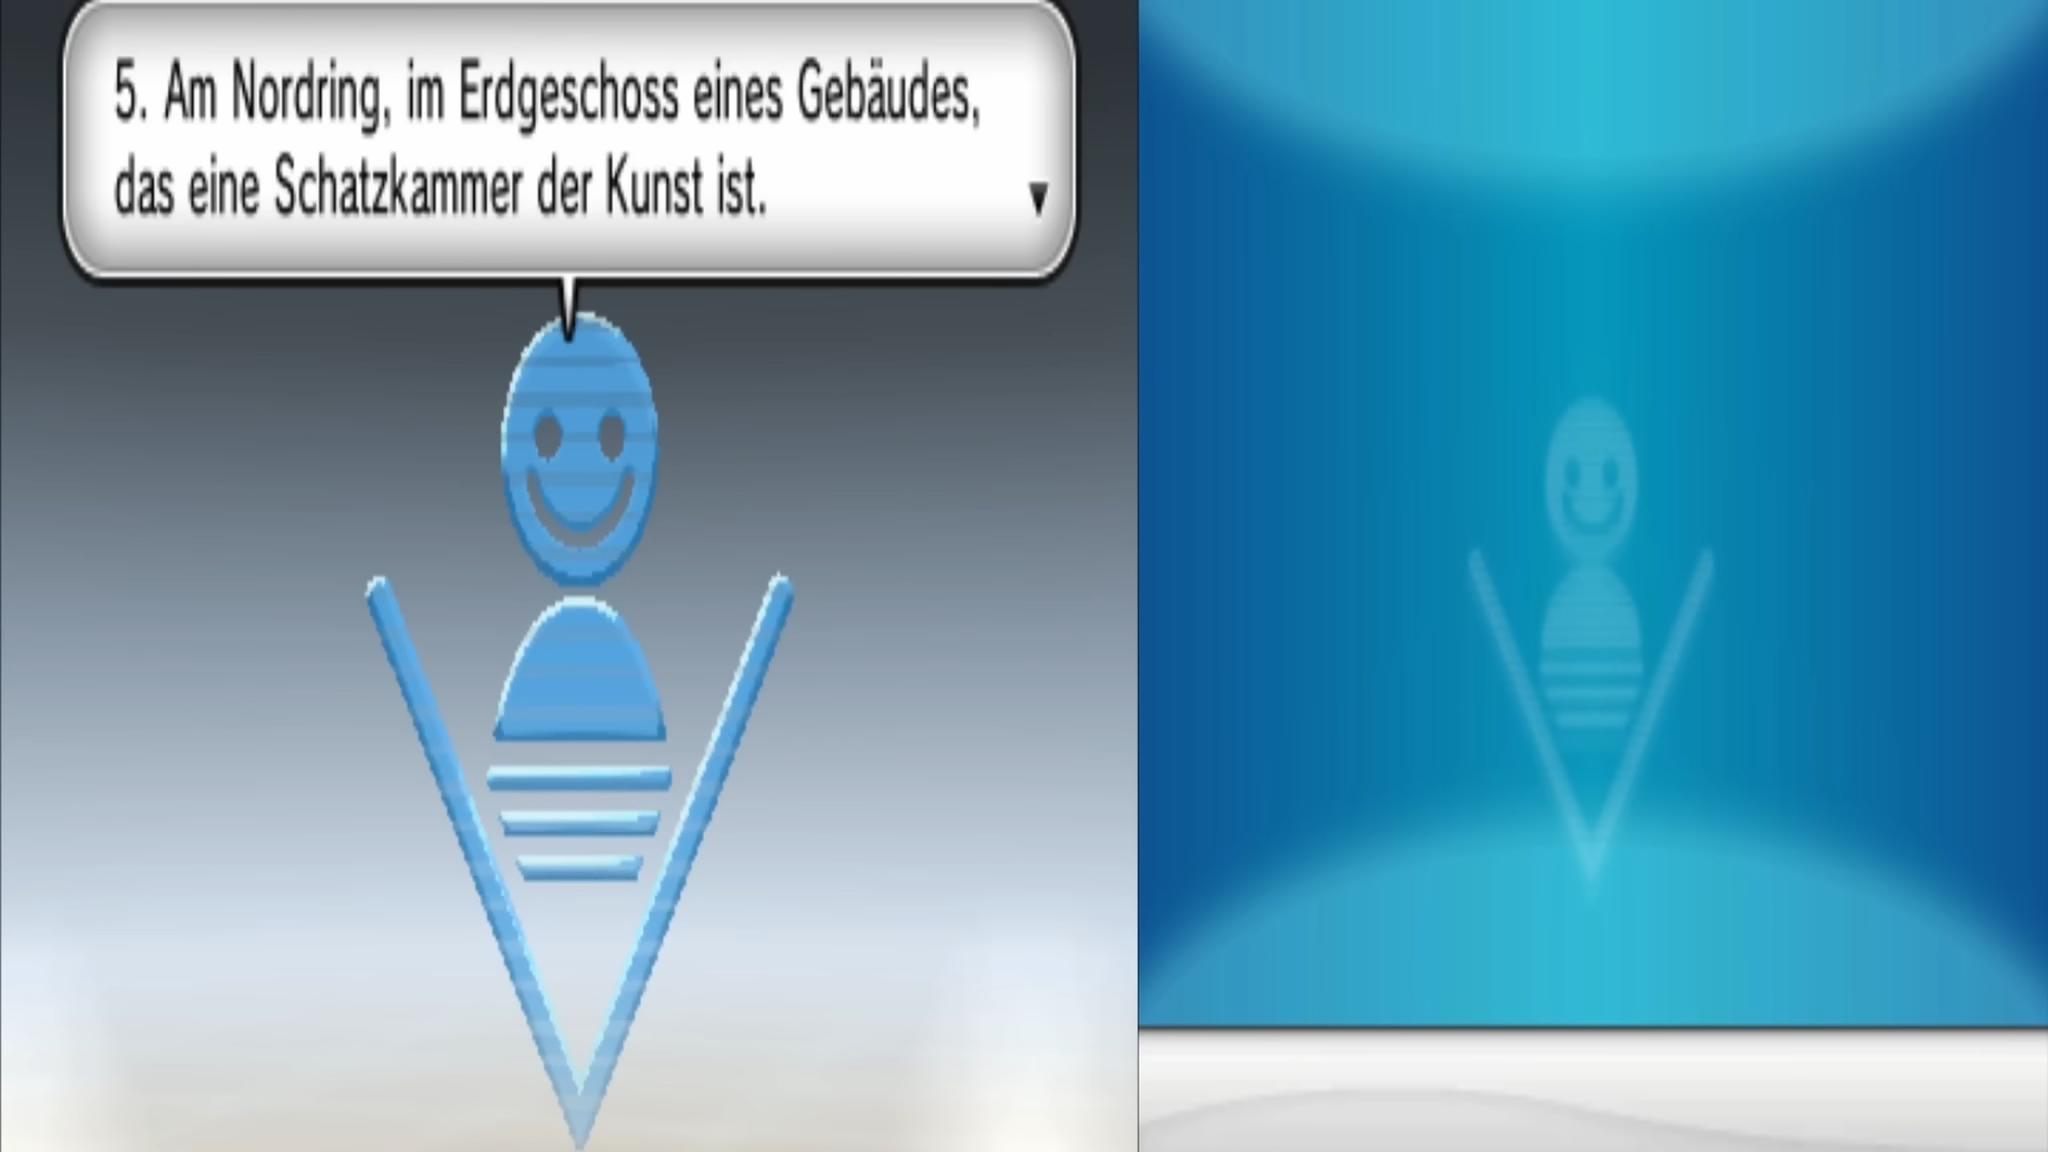 5. Am Nordring, im Erdgeschoss eines Gebäudes,
das eine Schatzkammer der Kunst ist.